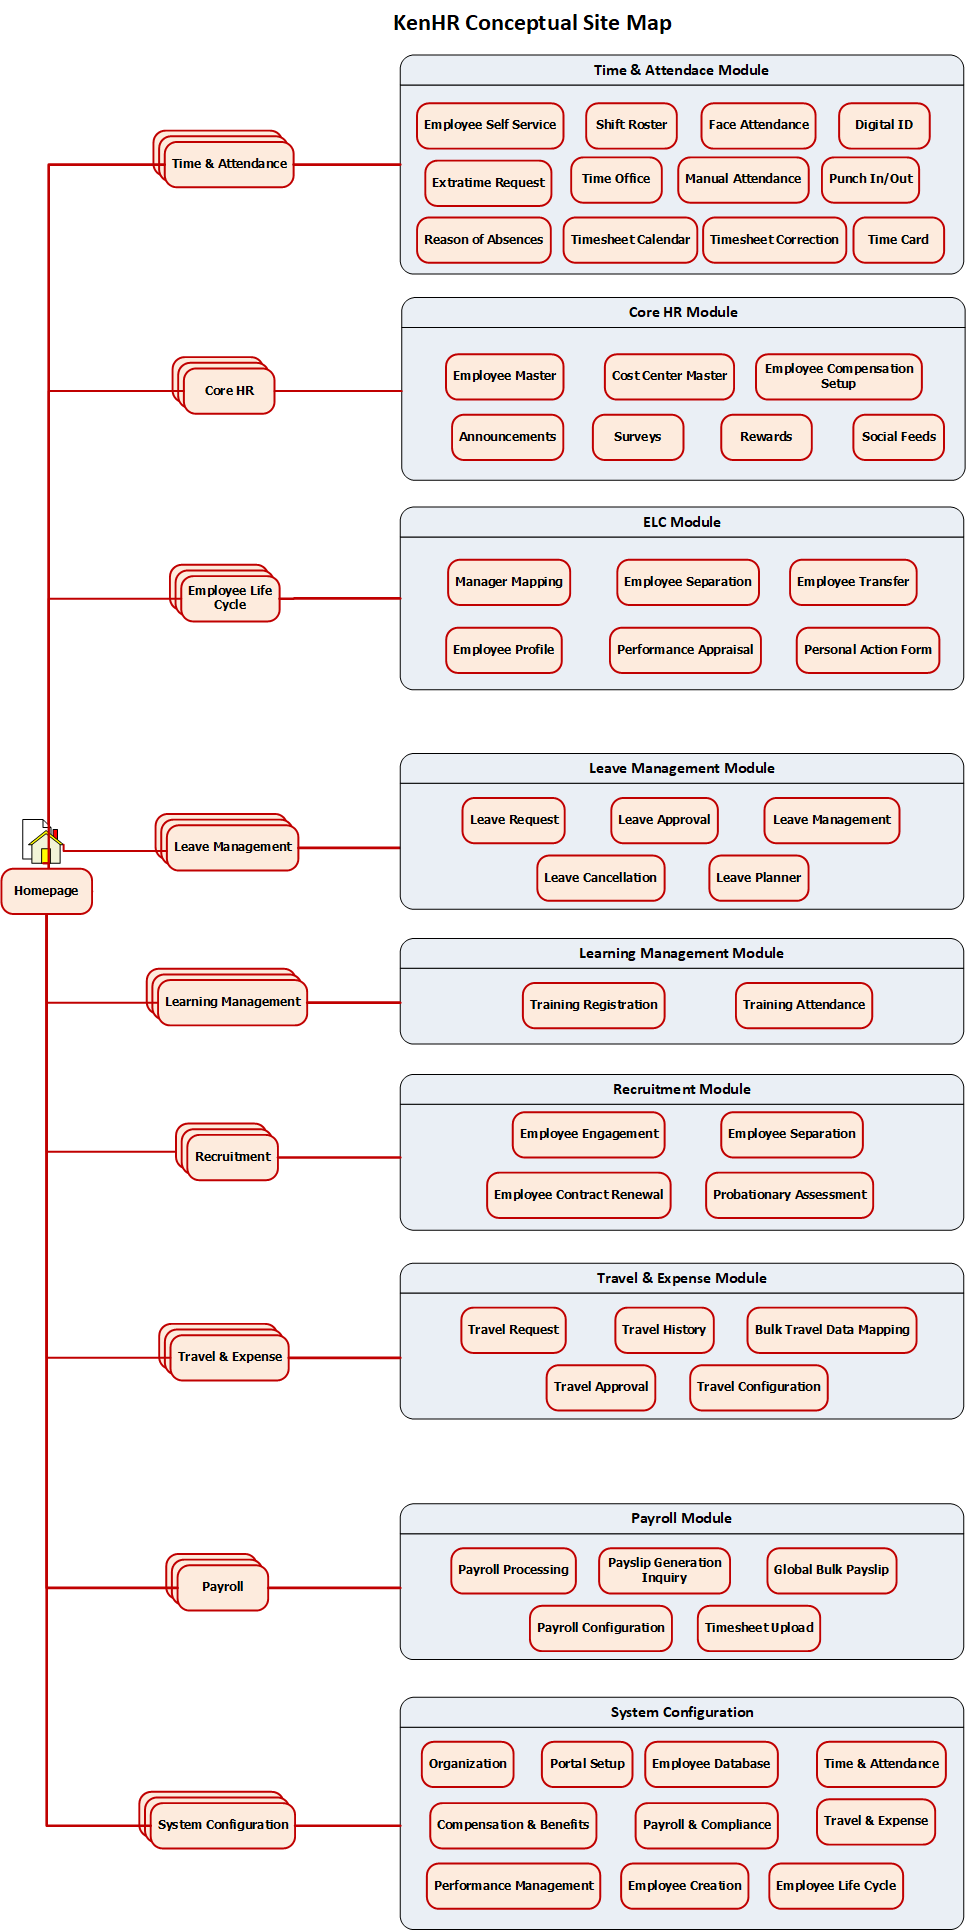 KenHR Conceptual Site Map
Time & Attendace Module
Employee Self Service
Shift Roster
Face Attendance
Digital ID
Extratime Request
Time Office
Manual Attendance
Punch In/Out
Reason of Absences
Timesheet Calendar
Timesheet Correction
Time Card
Time & Attendance
Core HR Module
Employee Master
Cost Center Master
Employee Compensation
Setup
Announcements
Surveys
Rewards
Social Feeds
Core HR
ELC Module
Manager Mapping
Employee Separation
Employee Transfer
Employee Profile
Performance Appraisal
Personal Action Form
Employee Life
Cycle
Leave Management Module
Leave Request
Leave Approval
Leave Management
Leave Cancellation
Leave Planner
Leave Management
Homepage
Learning Management Module
Training Registration
Training Attendance
Learning Management
Recruitment Module
Employee Engagement
Employee Separation
Employee Contract Renewal
Probationary Assessment
Recruitment
Travel & Expense Module
Travel Request
Travel History
Bulk Travel Data Mapping
Travel Approval
Travel Configuration
Travel & Expense
Payroll Module
Payroll Processing
Payslip Generation
Inquiry
Global Bulk Payslip
Payroll Configuration
Timesheet Upload
Payroll
System Configuration
Organization
Portal Setup
Employee Database
Time & Attendance
Compensation & Benefits
Payroll & Compliance
Travel & Expense
Performance Management
Employee Creation
Employee Life Cycle
System Configuration